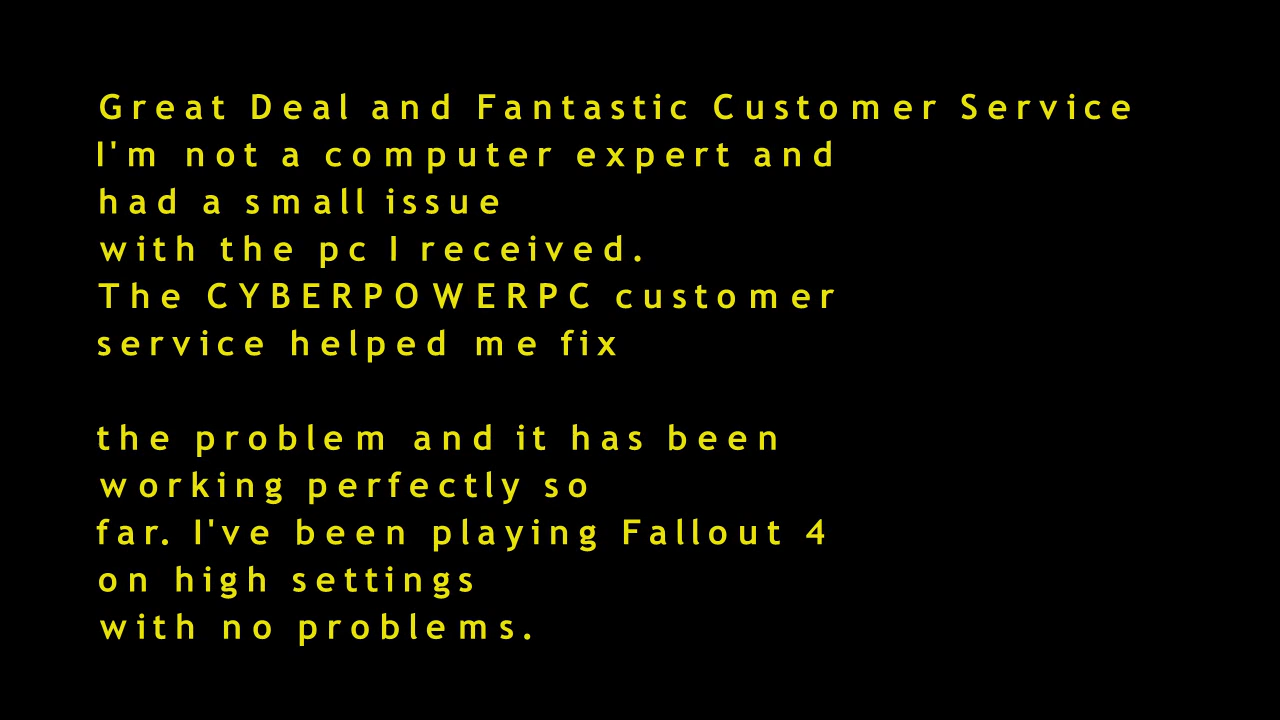 Great Deal and Fantastic Customer Service
I'm not a computer expert and
had a small issue
with the pc I received.
The CYBERPOWERPC customer
service helped me fix
the problem and it has been
working perfectly so
far. I've been playing Fallout 4
on high settings
with no problems.